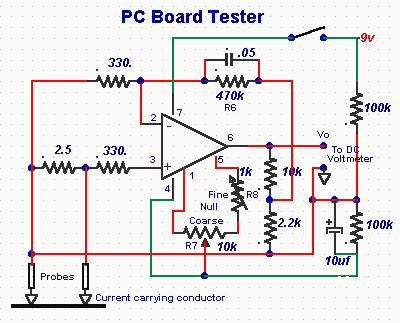 PC Board Tester
9v
330.
.05
470k
R6
100k
7
2
-
6
Vo
To DC
Voltmeter
2.5
330.
3
+
4
1
5
1k
10k
Fine
Null
R8
Coarse
R7
10k
2.2k
+
10uf
100k
Probes
Current carrying conductor